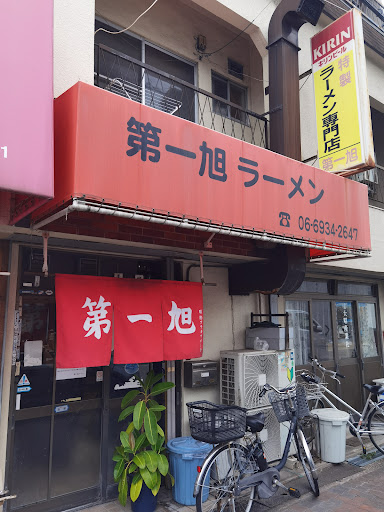 KIRIN
キリンビール
特製
ラーメン専門店
第一旭
第一旭 ラーメン
☎ 06-6934-2647
第一旭
1